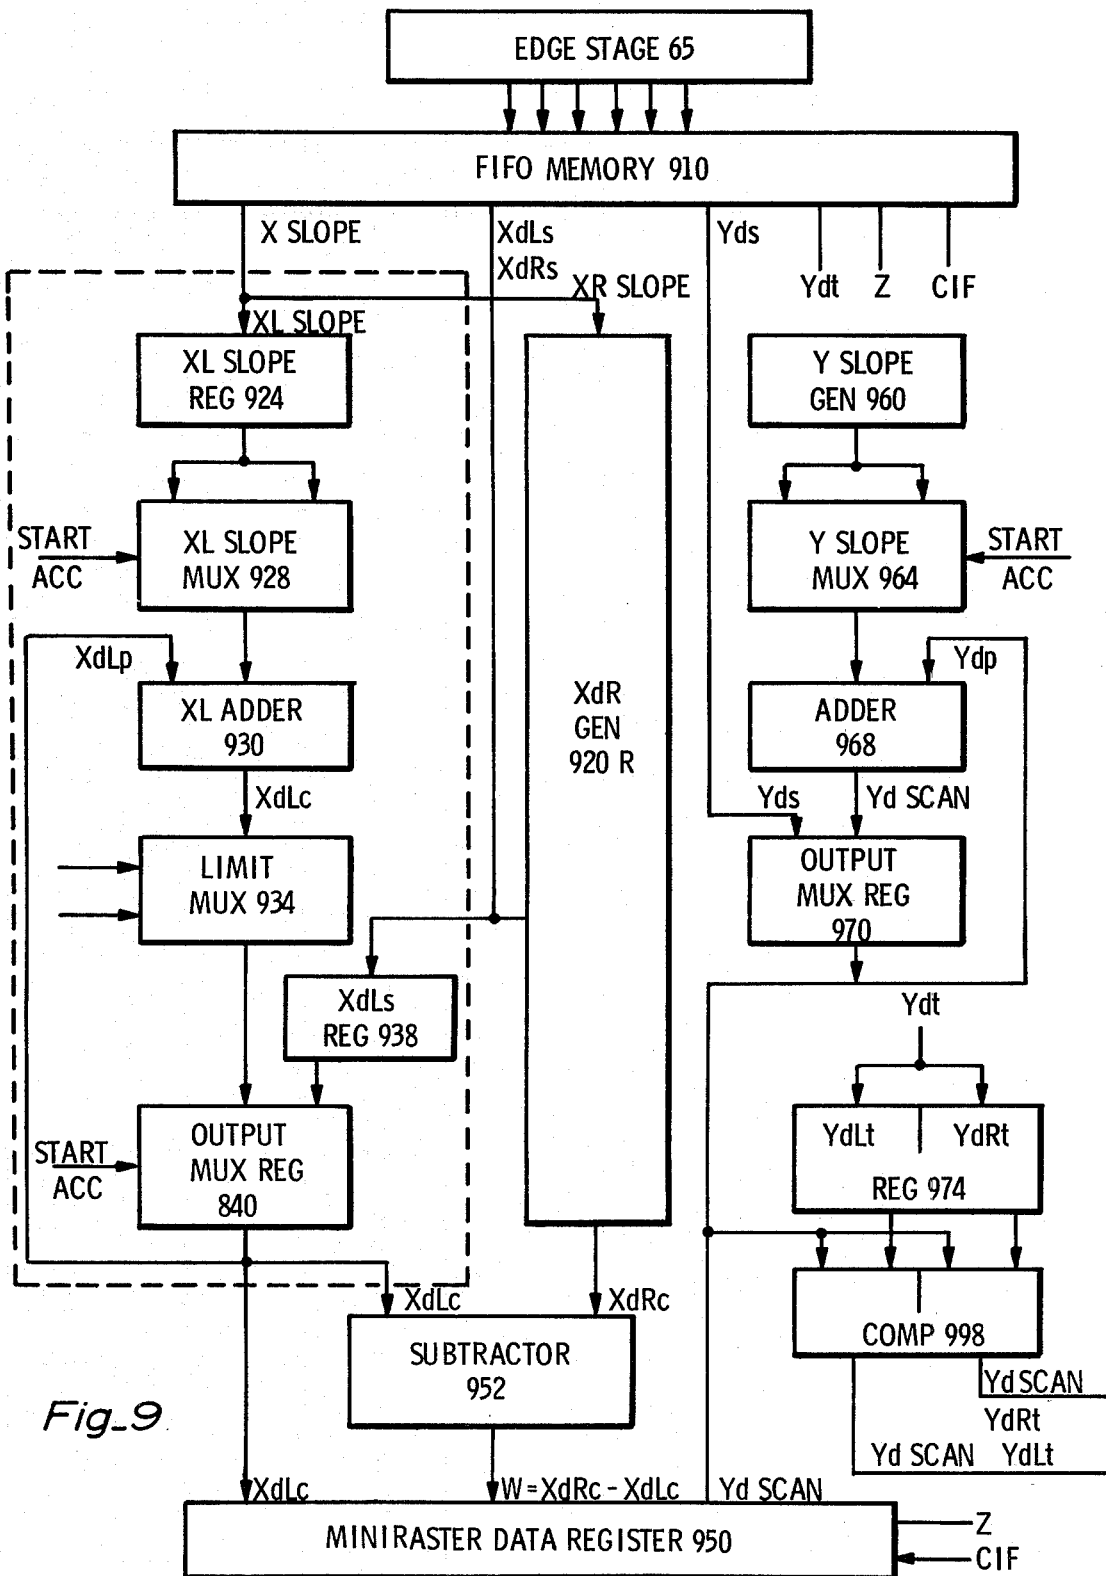 EDGE STAGE 65
FIFO MEMORY 910
X SLOPE
XdLs
XdRs
Yds
Ydt
Z
CIF
XR SLOPE
XL SLOPE
XL SLOPE
REG 924
Y SLOPE
GEN 960
START
ACC
XL SLOPE
MUX 928
Y SLOPE
MUX 964
START
ACC
XdLp
XL ADDER
930
XdR
GEN
920 R
Ydp
ADDER
968
XdLc
Yds
Yd SCAN
LIMIT
MUX 934
OUTPUT
MUX REG
970
XdLs
REG 938
Ydt
START
ACC
OUTPUT
MUX REG
840
YdLt
YdRt
REG 974
XdLc
XdRc
COMP 998
SUBTRACTOR
952
Yd SCAN
YdRt
Yd SCAN
YdLt
Fig_9
XdLc
W=XdRc - XdLc
Yd SCAN
MINIRASTER DATA REGISTER 950
Z
CIF